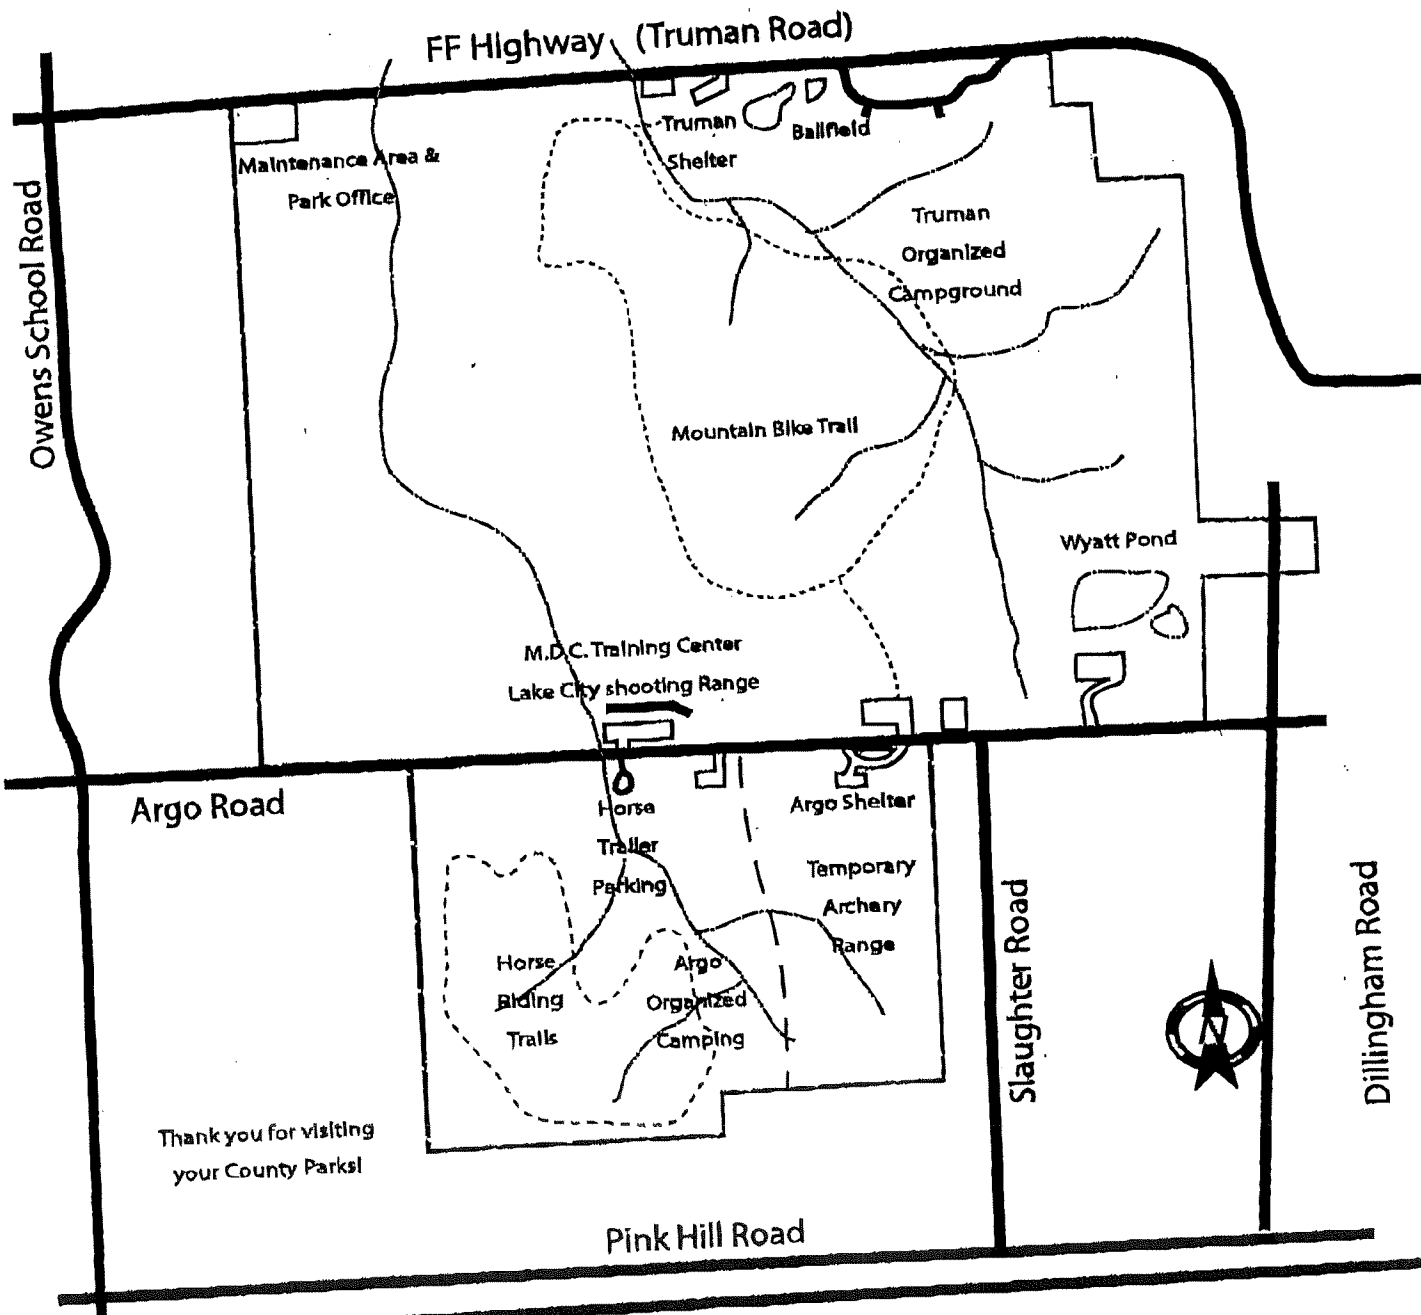 FF Highway (Truman Road)
Truman
Shelter
Ballfield
Maintenance Area &
Park Office
Owens School Road
Truman
Organized
Campground
Mountain Bike Trail
Wyatt Pond
M.D.C. Training Center
Lake City shooting Range
Argo Road
Horse
Trailer
Parking
Argo Shelter
Temporary
Archery
Range
Horse
Riding
Trails
Argo
Organized
Camping
Slaughter Road
Dillingham Road
N
Thank you for visiting
your County Parks!
Pink Hill Road